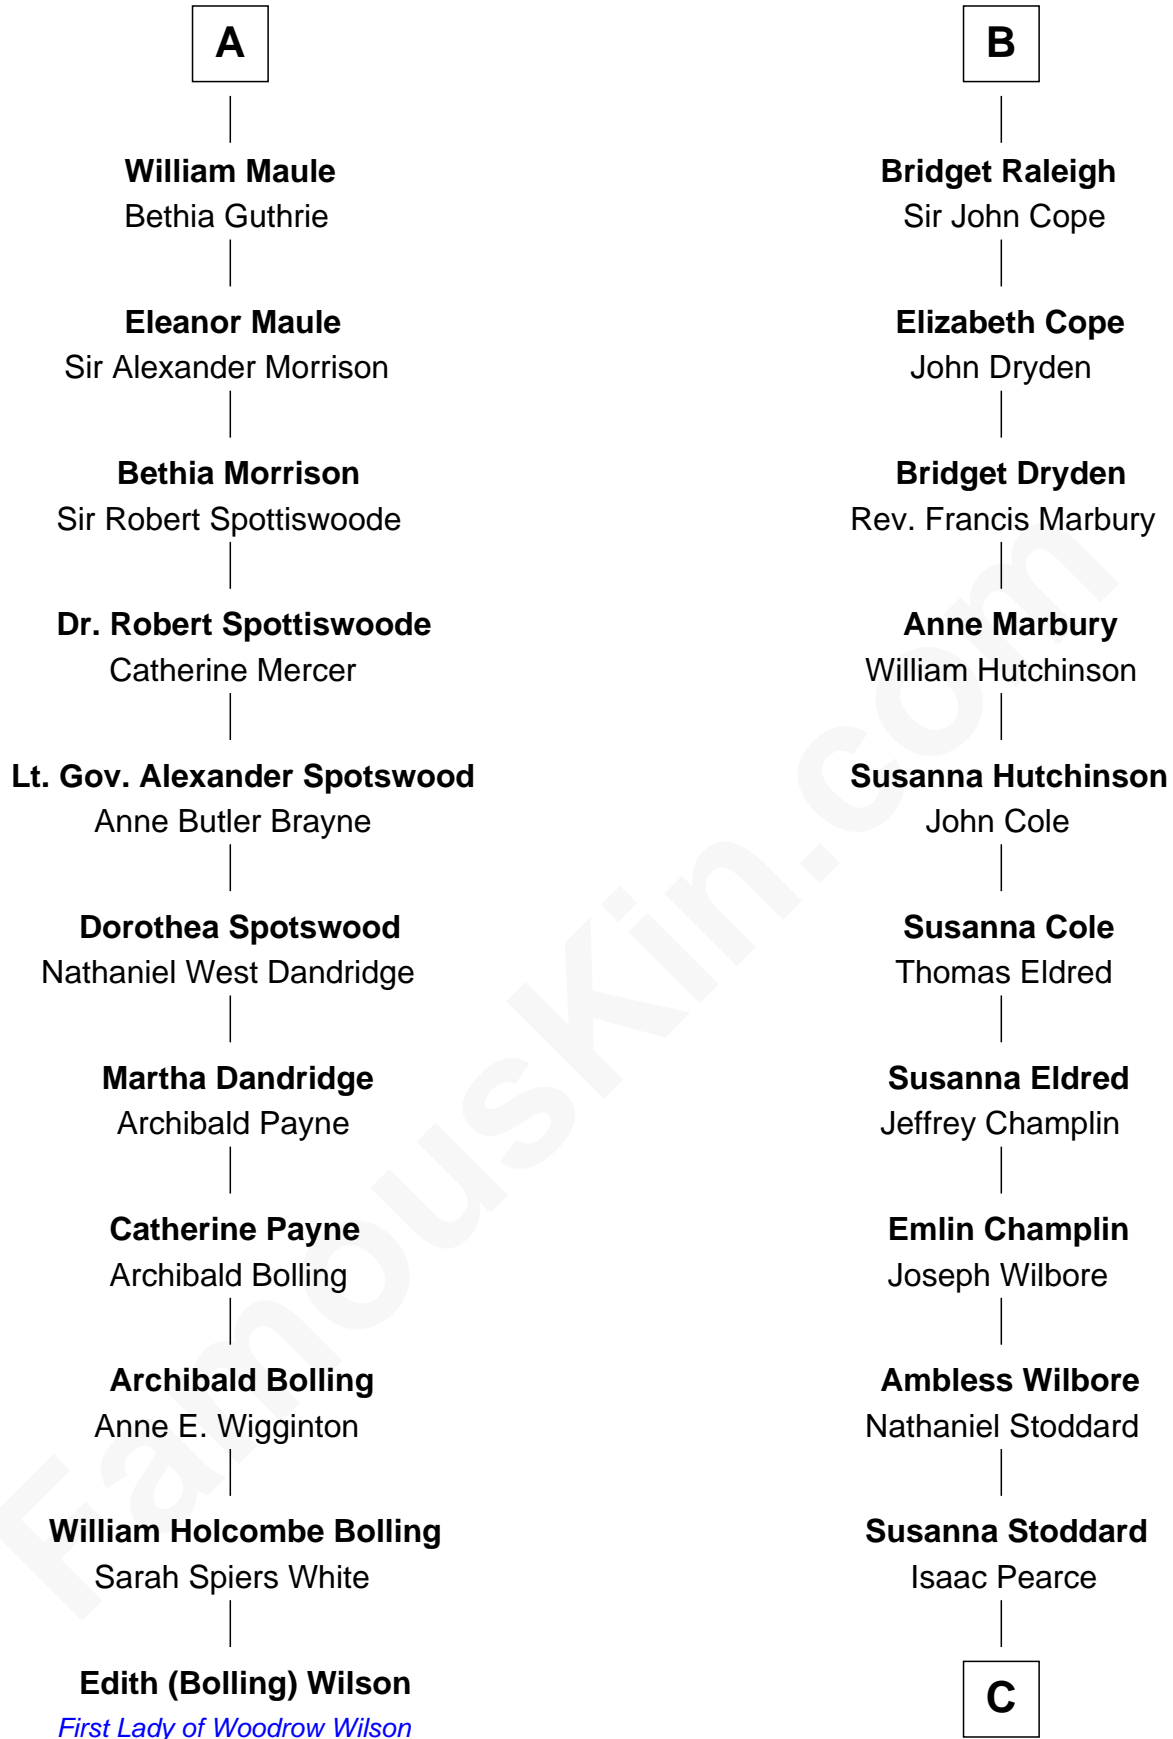 A
William Maule
Bethia Guthrie
Eleanor Maule
Sir Alexander Morrison
Bethia Morrison
Sir Robert Spottiswoode
Dr. Robert Spottiswoode
Catherine Mercer
Lt. Gov. Alexander Spotswood
Anne Butler Brayne
Dorothea Spotswood
Nathaniel West Dandridge
Martha Dandridge
Archibald Payne
Catherine Payne
Archibald Bolling
Archibald Bolling
Anne E. Wigginton
William Holcombe Bolling
Sarah Spiers White
Edith (Bolling) Wilson
First Lady of Woodrow Wilson
B
Bridget Raleigh
Sir John Cope
Elizabeth Cope
John Dryden
Bridget Dryden
Rev. Francis Marbury
Anne Marbury
William Hutchinson
Susanna Hutchinson
John Cole
Susanna Cole
Thomas Eldred
Susanna Eldred
Jeffrey Champlin
Emlin Champlin
Joseph Wilbore
Ambless Wilbore
Nathaniel Stoddard
Susanna Stoddard
Isaac Pearce
C
FamousKin.com